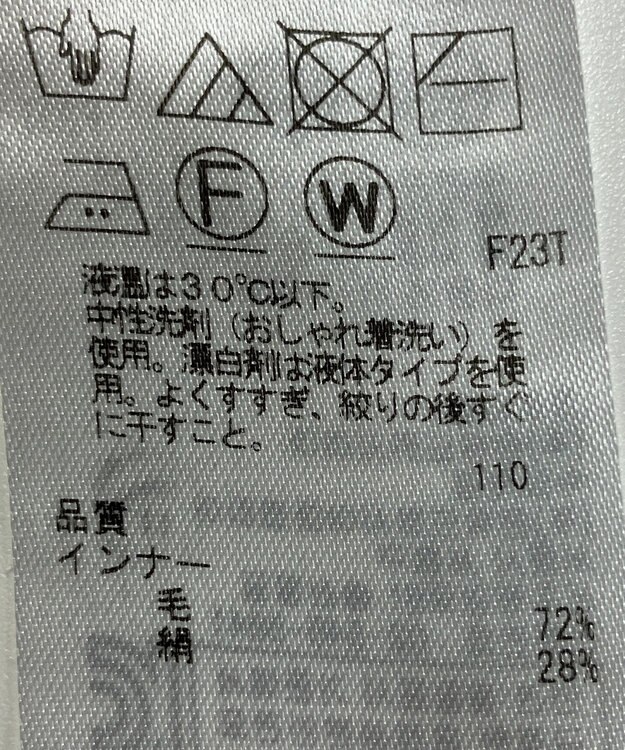 F
W
F23T
液温は30℃以下。
中性洗剤（おしゃれ着洗い）を
使用。漂白剤は液体タイプを使
用。よくすすぎ、絞りの後すぐ
に干すこと。
110
品質
インナー
毛 72%
絹 28%